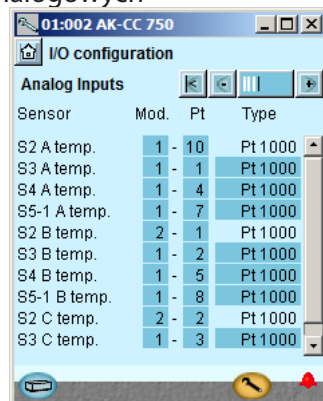 01:002 AK-CC 750
I/O configuration
Analog Inputs
Sensor Mod. Pt Type
S2 A temp. 1 - 10 Pt 1000
S3 A temp. 1 - 1 Pt 1000
S4 A temp. 1 - 4 Pt 1000
S5-1 A temp. 1 - 7 Pt 1000
S2 B temp. 2 - 1 Pt 1000
S3 B temp. 1 - 2 Pt 1000
S4 B temp. 1 - 5 Pt 1000
S5-1 B temp. 1 - 8 Pt 1000
S2 C temp. 2 - 2 Pt 1000
S3 C temp. 1 - 3 Pt 1000